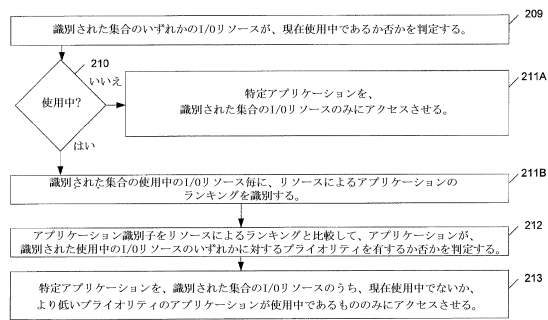 209
識別された集合のいずれかのI/Oリソースが、現在使用中であるか否かを判定する。
210
いいえ
使用中?
はい
211A
特定アプリケーションを、
識別された集合のI/Oリソースのみにアクセスさせる。
211B
識別された集合の使用中のI/Oリソース毎に、リソースによるアプリケーションの
ランキングを識別する。
212
アプリケーション識別子をリソースによるランキングと比較して、アプリケーションが、
識別された使用中のI/Oリソースのいずれかに対するプライオリティを有するか否かを判定する。
213
特定アプリケーションを、識別された集合のI/Oリソースのうち、現在使用中でないか、
より低いプライオリティのアプリケーションが使用中であるもののみにアクセスさせる。